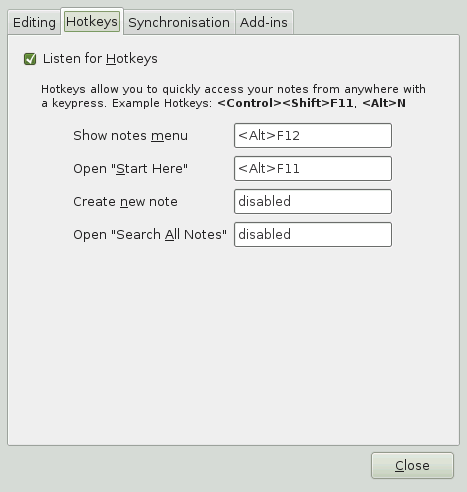 Editing Hotkeys Synchronisation Add-ins
Listen for Hotkeys
Hotkeys allow you to quickly access your notes from anywhere with
a keypress. Example Hotkeys: <Control><Shift>F11, <Alt>N
Show notes menu <Alt>F12
Open "Start Here" <Alt>F11
Create new note disabled
Open "Search All Notes" disabled
Close